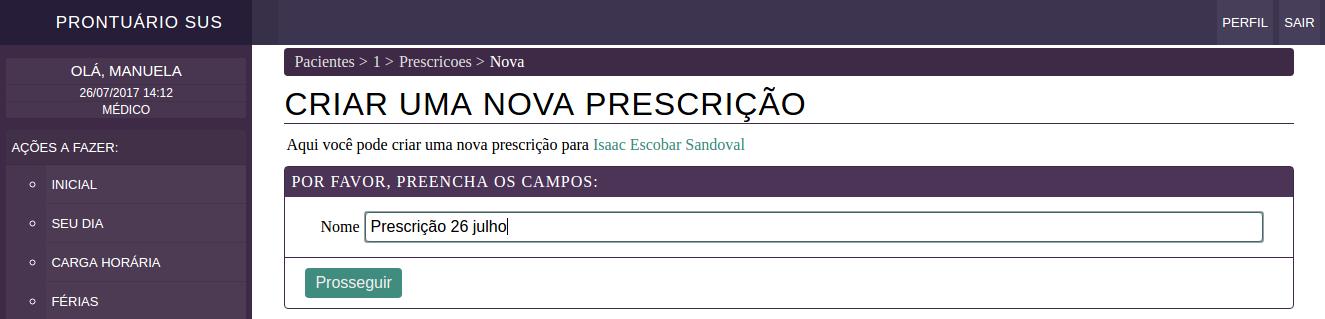 PRONTUÁRIO SUS
PERFIL SAIR
OLÁ, MANUELA
26/07/2017 14:12
MÉDICO
AÇÕES A FAZER:
INICIAL
SEU DIA
CARGA HORÁRIA
FÉRIAS
Pacientes > 1 > Prescricoes > Nova
CRIAR UMA NOVA PRESCRIÇÃO
Aqui você pode criar uma nova prescrição para Isaac Escobar Sandoval
POR FAVOR, PREENCHA OS CAMPOS:
Nome Prescrição 26 julho
Prosseguir